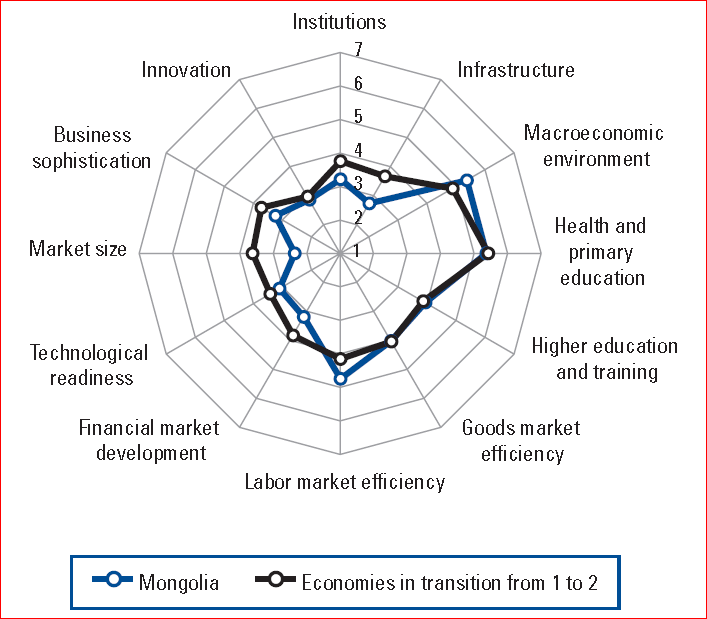 Institutions
7
Innovation
Infrastructure
6
5
Business
sophistication
Macroeconomic
environment
4
3
Market size
2
1
Health and
primary
education
Technological
readiness
Higher education
and training
Financial market
development
Goods market
efficiency
Labor market efficiency
Mongolia
Economies in transition from 1 to 2